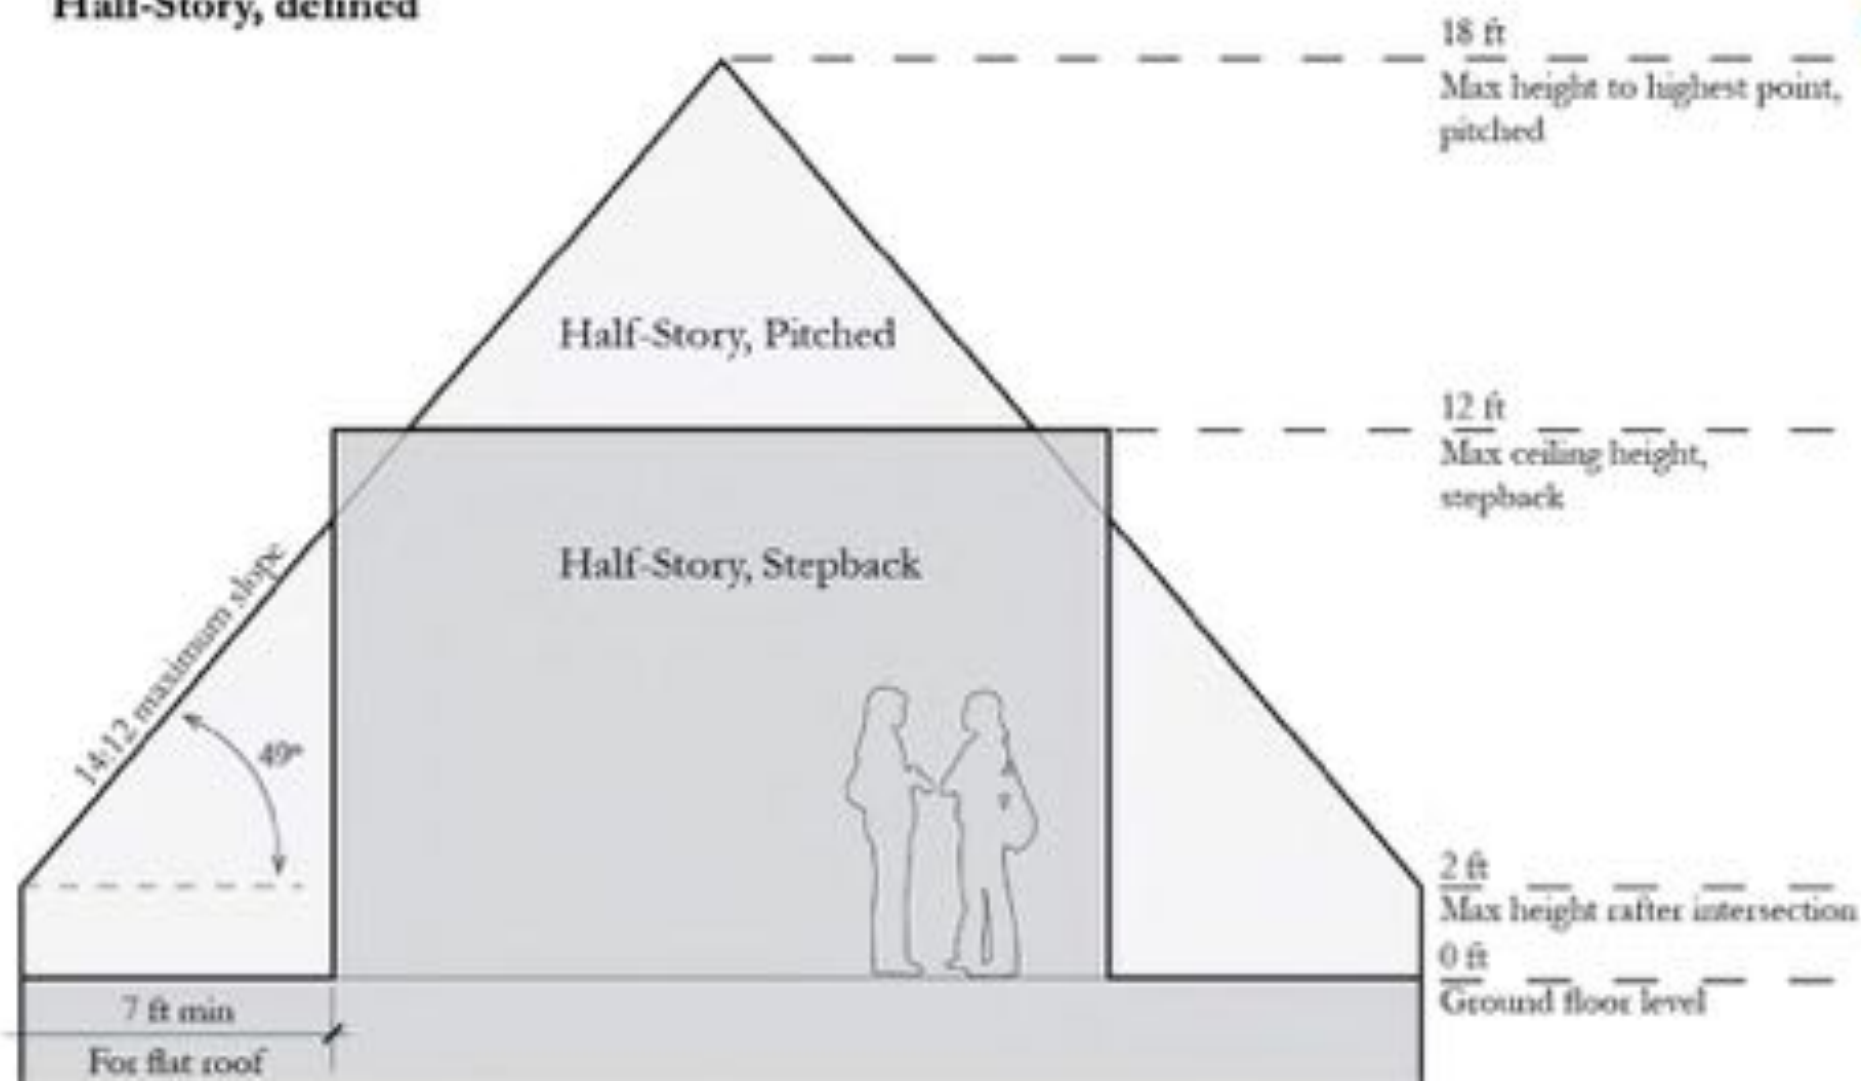 Half-Story, defined
18 ft
Max height to highest point,
pitched
Half-Story, Pitched
12 ft
Max ceiling height,
stepback
Half-Story, Stepback
14:12 maximum slope
49°
2 ft
Max height rafter intersection
0 ft
Ground floor level
7 ft min
For flat roof